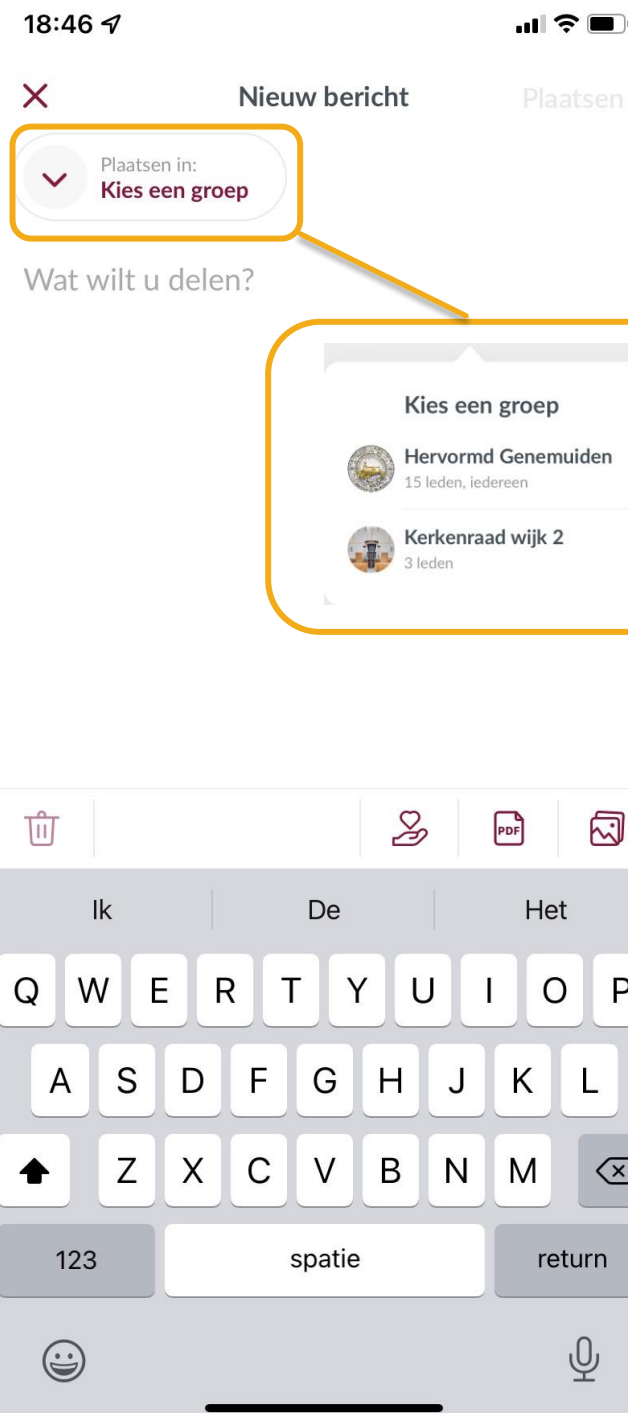 18:46
Nieuw bericht
Plaatsen
Plaatsen in:
Kies een groep
Wat wilt u delen?
Kies een groep
Hervormd Genemuiden
15 leden, iedereen
Kerkenraad wijk 2
3 leden
PDF
Ik De Het
Q W E R T Y U I O P
A S D F G H J K L
Z X C V B N M
123 spatie return